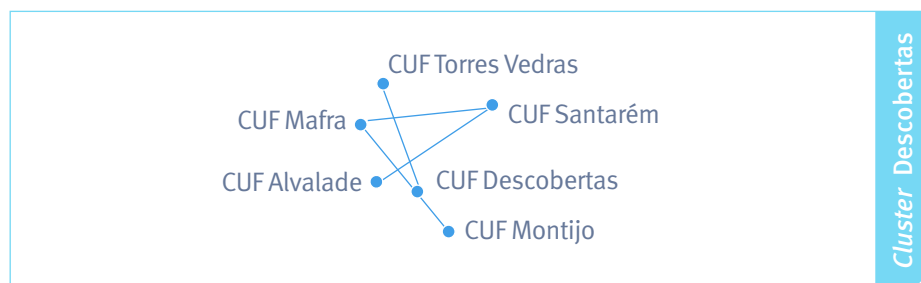 CUF Torres Vedras
CUF Santarém
CUF Mafra
CUF Alvalade
CUF Descobertas
CUF Montijo
Cluster Descobertas